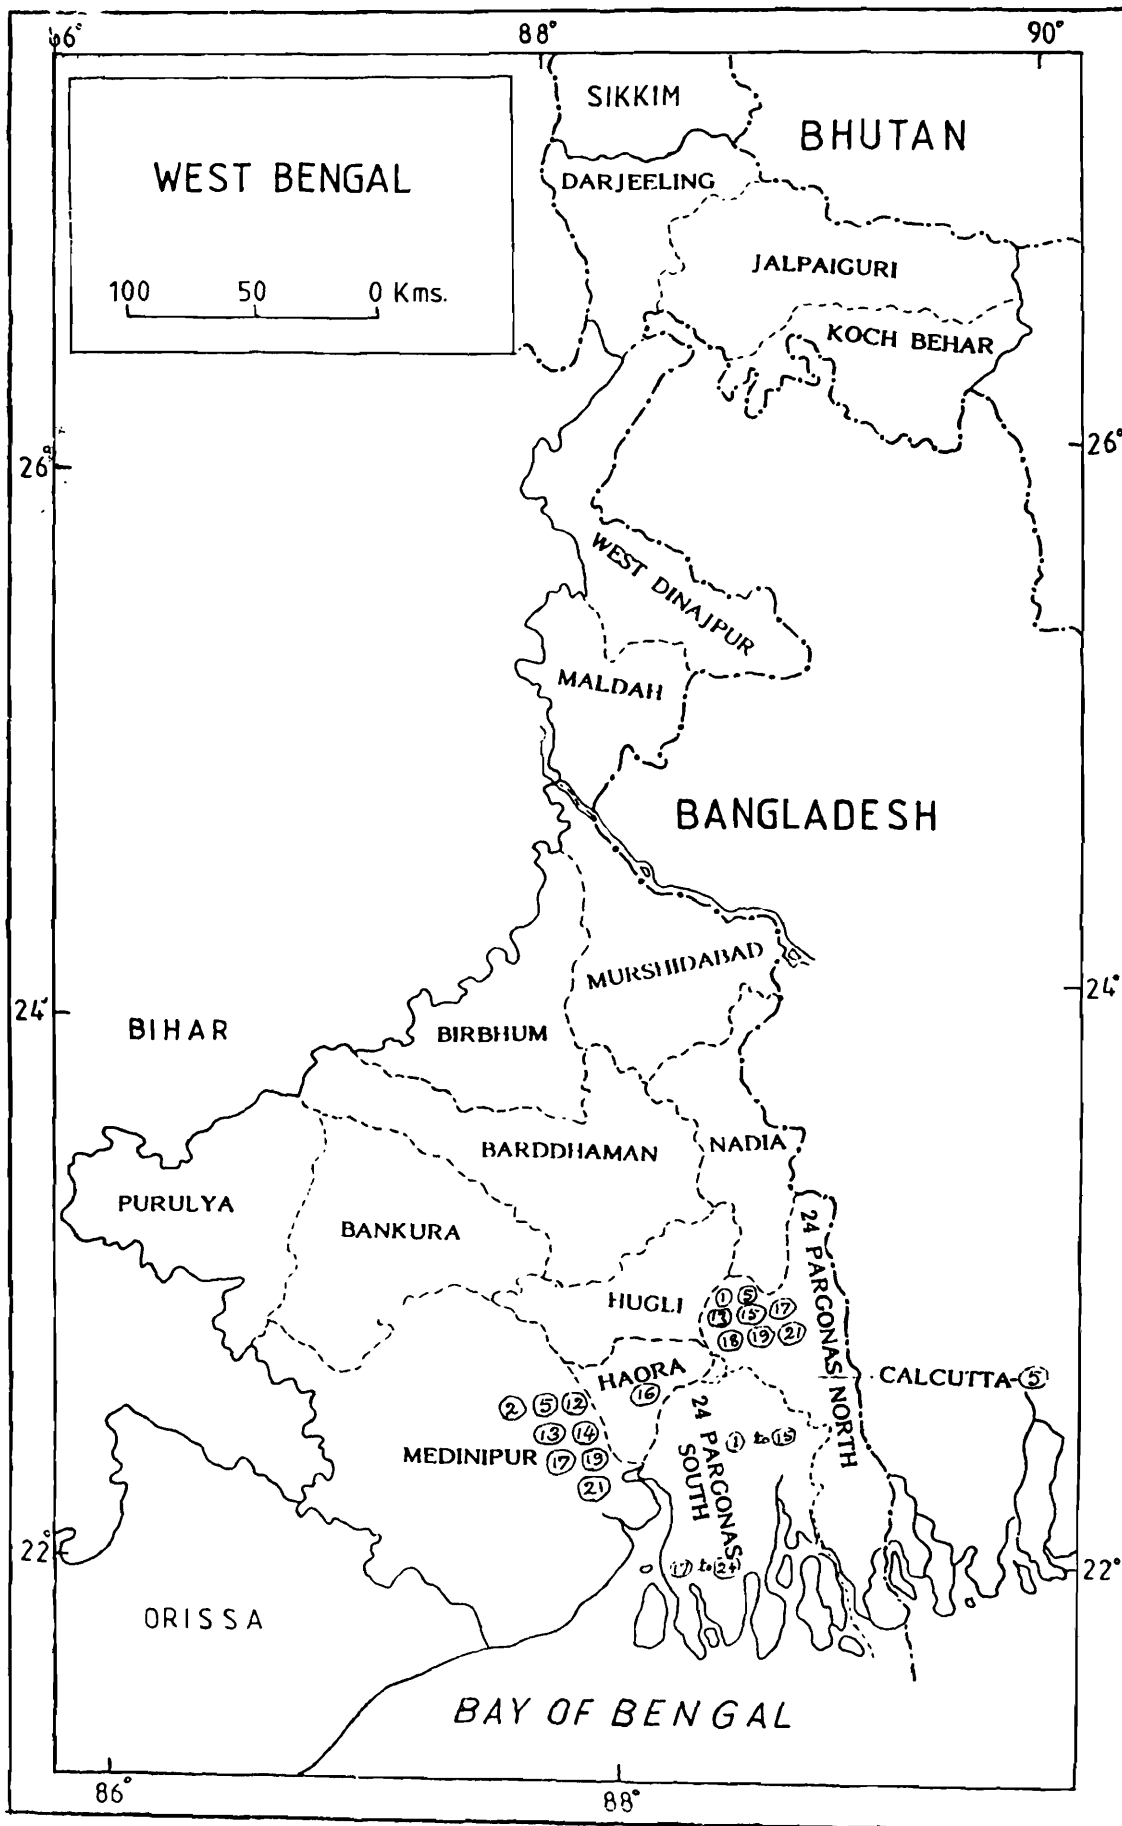 66° 88° 90°
SIKKIM
BHUTAN
WEST BENGAL
DARJEELING
JALPAIGURI
100 50 0 Kms.
KOCH BEHAR
26° 26°
WEST DINAJPUR
MALDAH
BANGLADESH
MURSHIDABAD
24° 24°
BIHAR
BIRBHUM
BARDDHAMAN
NADIA
PURULYA
BANKURA
24 PARGONAS NORTH
HUGLI
1 5
13 15 17
18 19 21
HAORA
16
CALCUTTA-5
2 5 12
13 14
MEDINIPUR 17 19
21
24 PARGONAS
SOUTH
1 to 15
17 to 24
22° 22°
ORISSA
BAY OF BENGAL
86° 88°